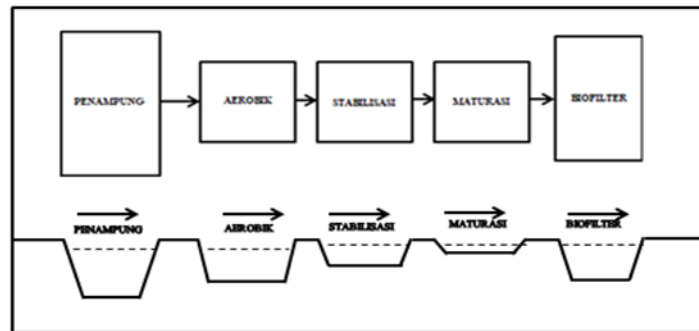 PENAMPUNG
AEROBIK
STABILISASI
MATURASI
BIOFILTER
PENAMPUNG
AEROBIK
STABILISASI
MATURASI
BIOFILTER